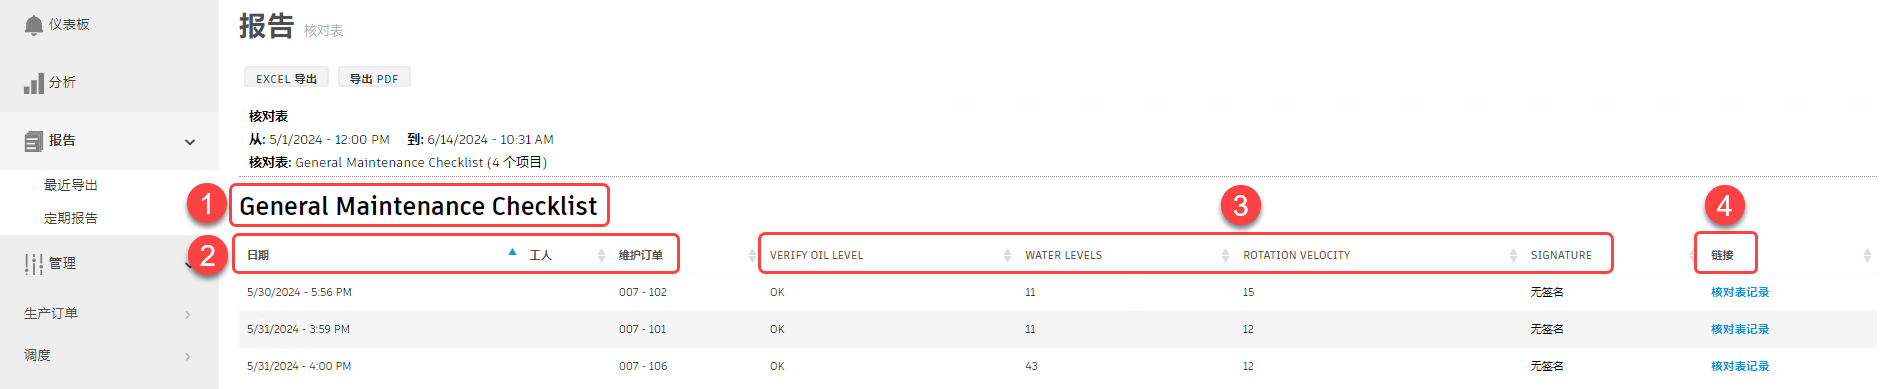 仪表板
分析
报告
最近导出
定期报告
管理
生产订单
调度
报告 核对表
EXCEL 导出 导出 PDF
核对表
从: 5/1/2024 - 12:00 PM 到: 6/14/2024 - 10:31 AM
核对表: General Maintenance Checklist (4 个项目)
1 General Maintenance Checklist 3 4
2 日期 工人 维护订单 VERIFY OIL LEVEL WATER LEVELS ROTATION VELOCITY SIGNATURE 链接
5/30/2024 - 5:56 PM 007 - 102 OK 11 15 无签名 核对表记录
5/31/2024 - 3:59 PM 007 - 101 OK 11 12 无签名 核对表记录
5/31/2024 - 4:00 PM 007 - 106 OK 43 12 无签名 核对表记录